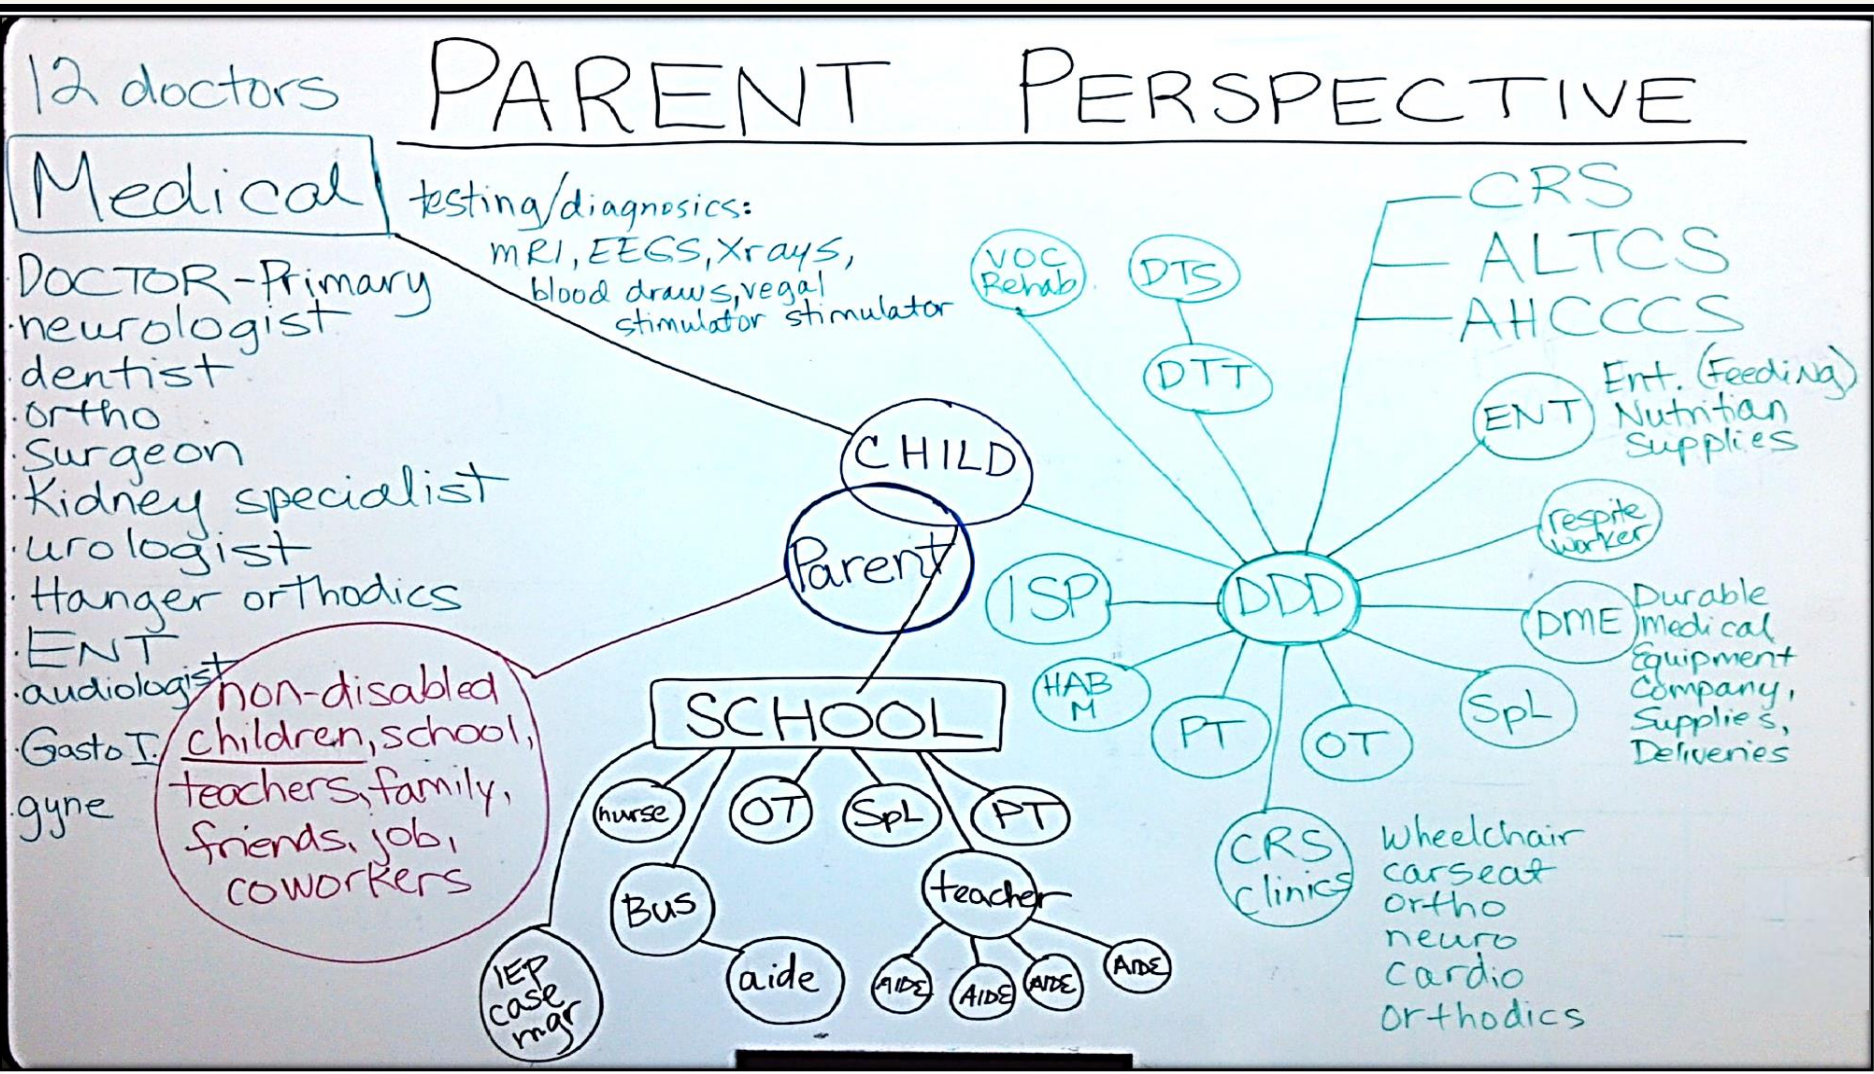 12 doctors
PARENT PERSPECTIVE
Medical
DOCTOR-Primary
·neurologist
·dentist
·ortho
·Surgeon
·Kidney specialist
·urologist
·Hanger orthodics
·ENT
·audiologist
·Gasto I.
·gyne
testing/diagnosics:
MRI, EEGS, Xrays,
blood draws, vegal
stimulator stimulator
CHILD
Parent
non-disabled
children, school,
teachers, family,
friends, job,
coworkers
SCHOOL
nurse
OT
SpL
PT
Bus
aide
teacher
AIDE
AIDE
AIDE
AIDE
IEP
case
mgr
VOC
Rehab
DTS
DTT
CRS
ALTCS
AHCCCS
ENT
Ent. (Feeding)
Nutritian
Supplies
respite
worker
DDD
ISP
DME
Durable
Medical
Equipment
Company,
Supplies,
Deliveries
HAB
M
PT
OT
SpL
CRS
Clinics
Wheelchair
carseat
ortho
neuro
Cardio
orthodics